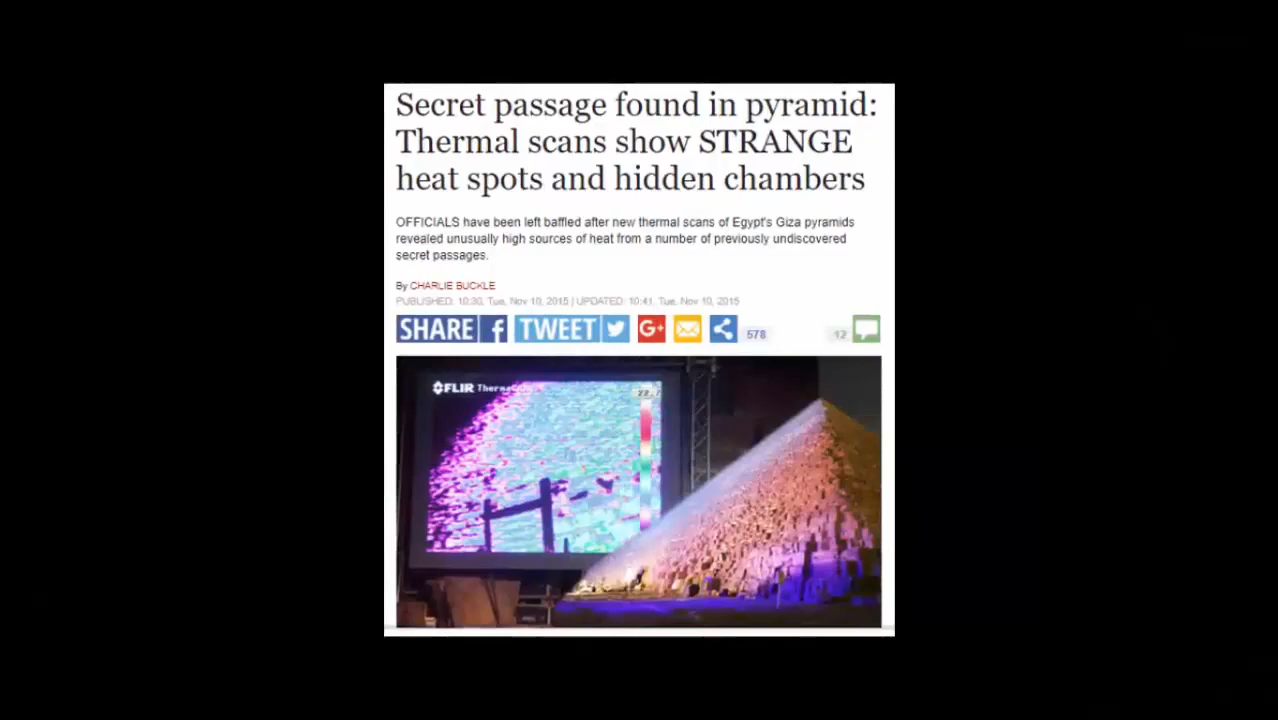 Secret passage found in pyramid:
Thermal scans show STRANGE
heat spots and hidden chambers
OFFICIALS have been left baffled after new thermal scans of Egypt's Giza pyramids
revealed unusually high sources of heat from a number of previously undiscovered
secret passages.
By CHARLIE BUCKLE
PUBLISHED: 10:30, Tue, Nov 10, 2015 | UPDATED: 10:41, Tue, Nov 10, 2015
SHARE f TWEET G+ 578 12
FLIR
22.7